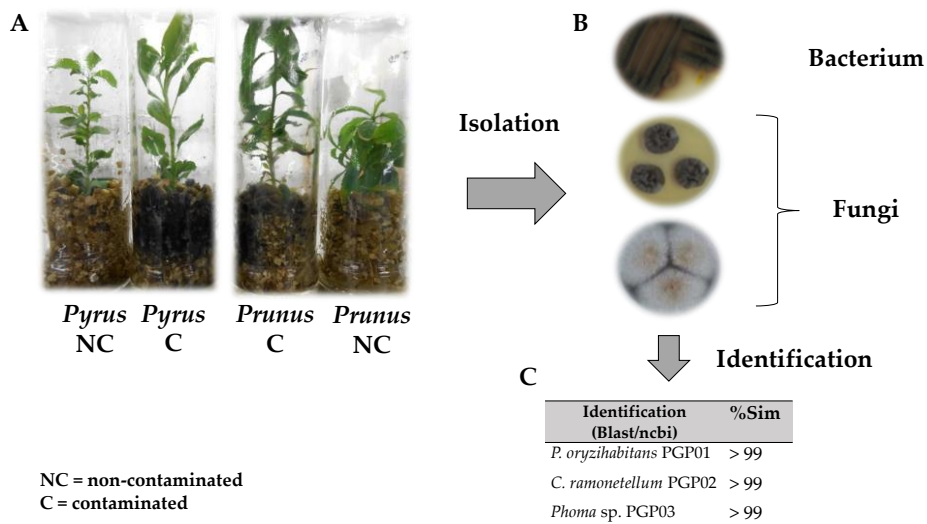 A
Pyrus Pyrus Prunus Prunus
NC C C NC
NC = non-contaminated
C = contaminated
Isolation
B
Bacterium
Fungi
Identification
C
Identification %Sim
(Blast/ncbi)
P. oryzihabitans PGP01 > 99
C. ramonetellum PGP02 > 99
Phoma sp. PGP03 > 99